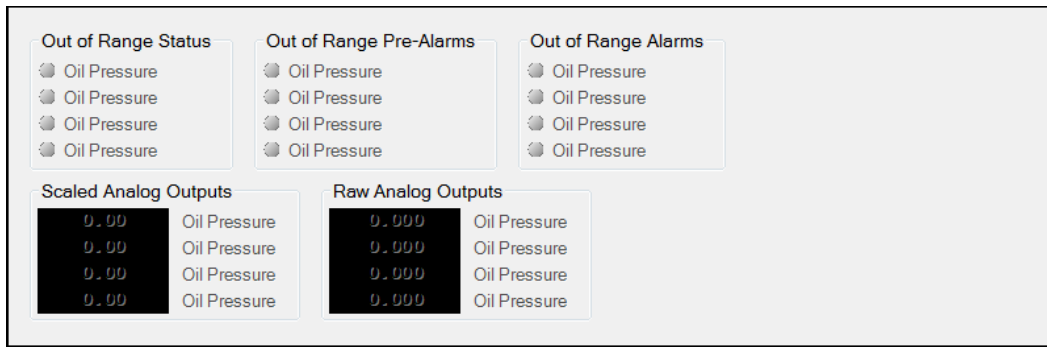 Out of Range Status
Oil Pressure
Oil Pressure
Oil Pressure
Oil Pressure
Out of Range Pre-Alarms
Oil Pressure
Oil Pressure
Oil Pressure
Oil Pressure
Out of Range Alarms
Oil Pressure
Oil Pressure
Oil Pressure
Oil Pressure
Scaled Analog Outputs
0.00 Oil Pressure
0.00 Oil Pressure
0.00 Oil Pressure
0.00 Oil Pressure
Raw Analog Outputs
0.000 Oil Pressure
0.000 Oil Pressure
0.000 Oil Pressure
0.000 Oil Pressure